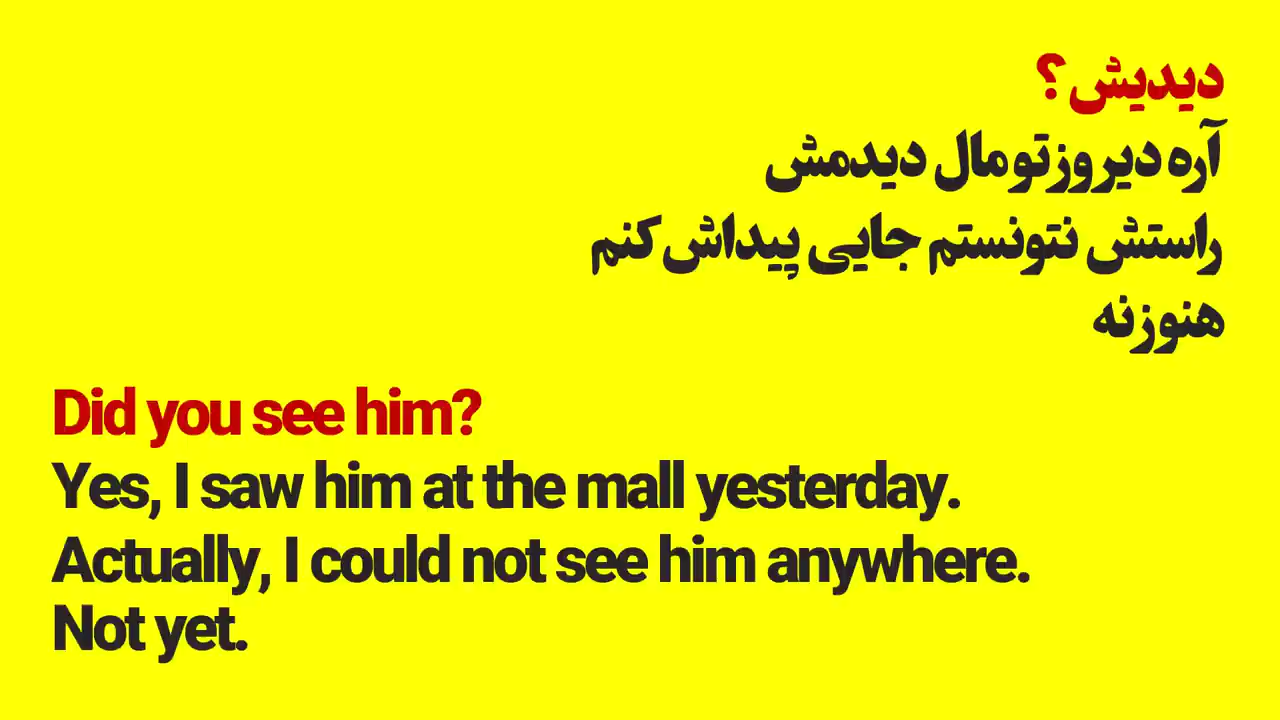 دیدیش ؟
آره دیروز تو مال دیدمش
راستش نتونستم جایی پیداش کنم
هنوز نه
Did you see him?
Yes, I saw him at the mall yesterday.
Actually, I could not see him anywhere.
Not yet.